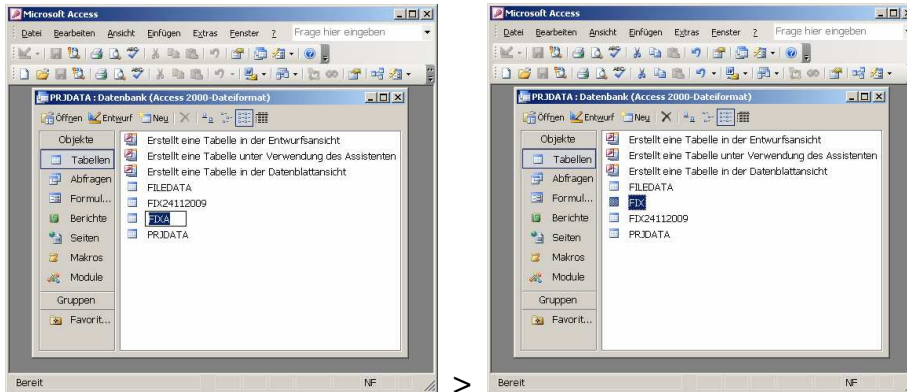 Microsoft Access
Datei Bearbeiten Ansicht Einfügen Extras Fenster ? Frage hier eingeben
PRJDATA : Datenbank (Access 2000-Dateiformat)
Öffnen Entwurf Neu
Objekte
Tabellen
Abfragen
Formul...
Berichte
Seiten
Makros
Module
Gruppen
Favorit...
Erstellt eine Tabelle in der Entwurfsansicht
Erstellt eine Tabelle unter Verwendung des Assistenten
Erstellt eine Tabelle in der Datenblattansicht
FILEDATA
FIX24112009
FIXA
PRJDATA
Bereit NF
>
Microsoft Access
Datei Bearbeiten Ansicht Einfügen Extras Fenster ? Frage hier eingeben
PRJDATA : Datenbank (Access 2000-Dateiformat)
Öffnen Entwurf Neu
Objekte
Tabellen
Abfragen
Formul...
Berichte
Seiten
Makros
Module
Gruppen
Favorit...
Erstellt eine Tabelle in der Entwurfsansicht
Erstellt eine Tabelle unter Verwendung des Assistenten
Erstellt eine Tabelle in der Datenblattansicht
FILEDATA
FIX
FIX24112009
PRJDATA
Bereit NF